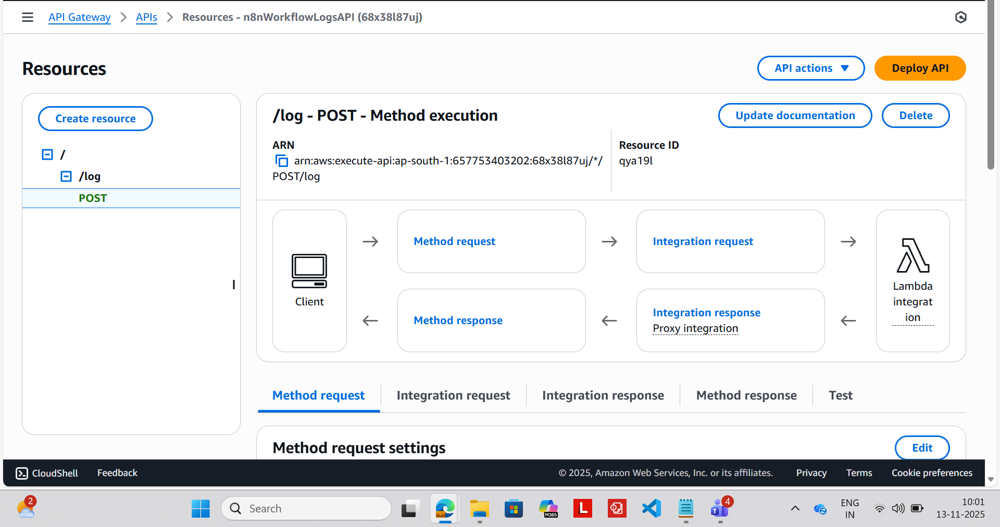 API Gateway > APIs > Resources - n8nWorkflowLogsAPI (68x38l87uj)
Resources
API actions
Deploy API
Create resource
/
/log
POST
/log - POST - Method execution
Update documentation
Delete
ARN
arn:aws:execute-api:ap-south-1:657753403202:68x38l87uj/*/
POST/log
Resource ID
qya19l
Client
Method request
Integration request
Method response
Integration response
Proxy integration
Lambda
integrat
ion
Method request
Integration request
Integration response
Method response
Test
Method request settings
Edit
CloudShell
Feedback
© 2025, Amazon Web Services, Inc. or its affiliates.
Privacy
Terms
Cookie preferences
2
Search
M365
L
T
4
ENG
IN
10:01
13-11-2025